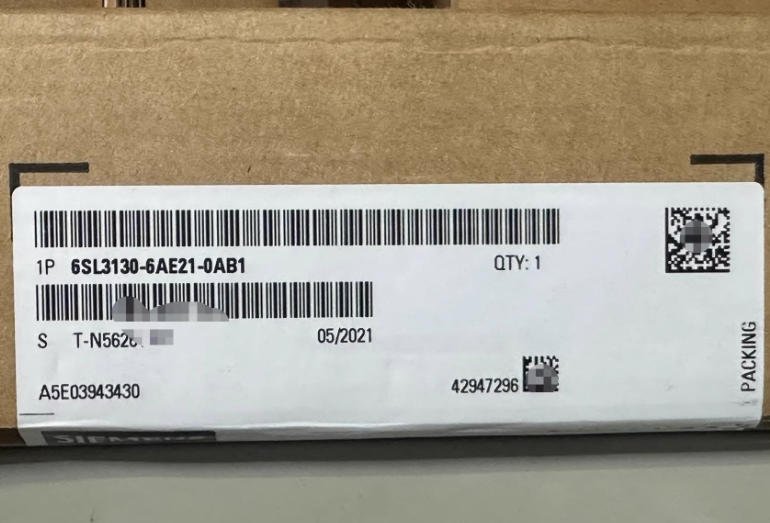 1P 6SL3130-6AE21-0AB1 QTY: 1
S T-N562 05/2021
A5E03943430 42947296
PACKING
SIEMENS